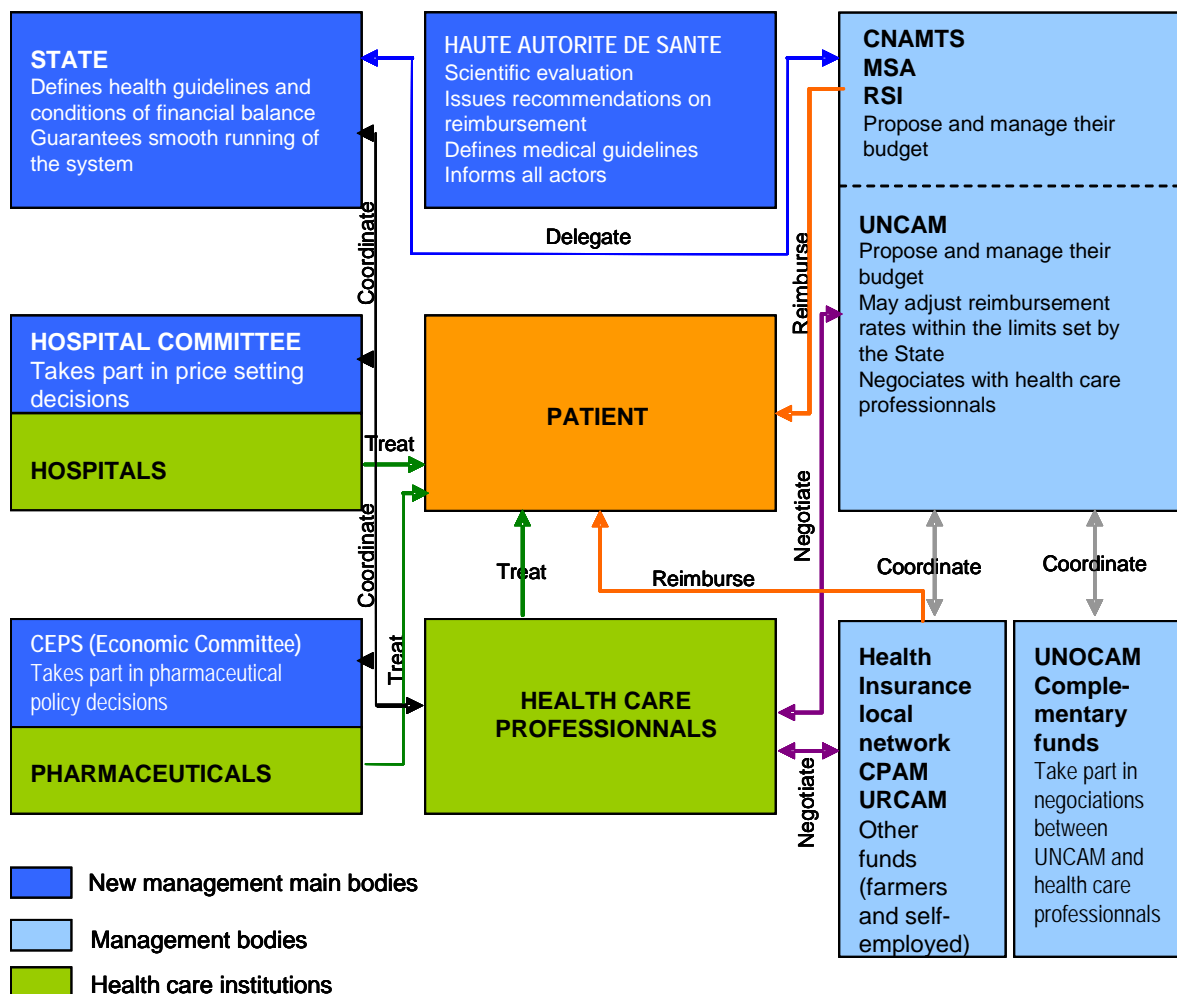 STATE
Defines health guidelines and
conditions of financial balance
Guarantees smooth running of
the system
HAUTE AUTORITE DE SANTE
Scientific evaluation
Issues recommendations on
reimbursement
Defines medical guidelines
Informs all actors
CNAMTS
MSA
RSI
Propose and manage their
budget
UNCAM
Propose and manage their
budget
May adjust reimbursement
rates within the limits set by
the State
Negociates with health care
professionnals
Delegate
Coordinate
Reimburse
HOSPITAL COMMITTEE
Takes part in price setting
decisions
HOSPITALS
Treat
PATIENT
Coordinate
Treat
Treat
Reimburse
Negotiate
Coordinate
Coordinate
CEPS (Economic Committee)
Takes part in pharmaceutical
policy decisions
PHARMACEUTICALS
HEALTH CARE
PROFESSIONNALS
Negotiate
Health
Insurance
local
network
CPAM
URCAM
Other
funds
(farmers
and self-
employed)
UNOCAM
Comple-
mentary
funds
Take part in
negociations
between
UNCAM and
health care
professionnals
New management main bodies
Management bodies
Health care institutions